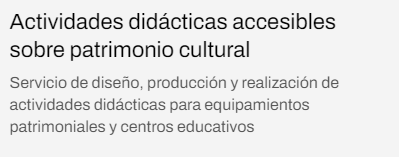 Actividades didácticas accesibles
sobre patrimonio cultural
Servicio de diseño, producción y realización de
actividades didácticas para equipamientos
patrimoniales y centros educativos